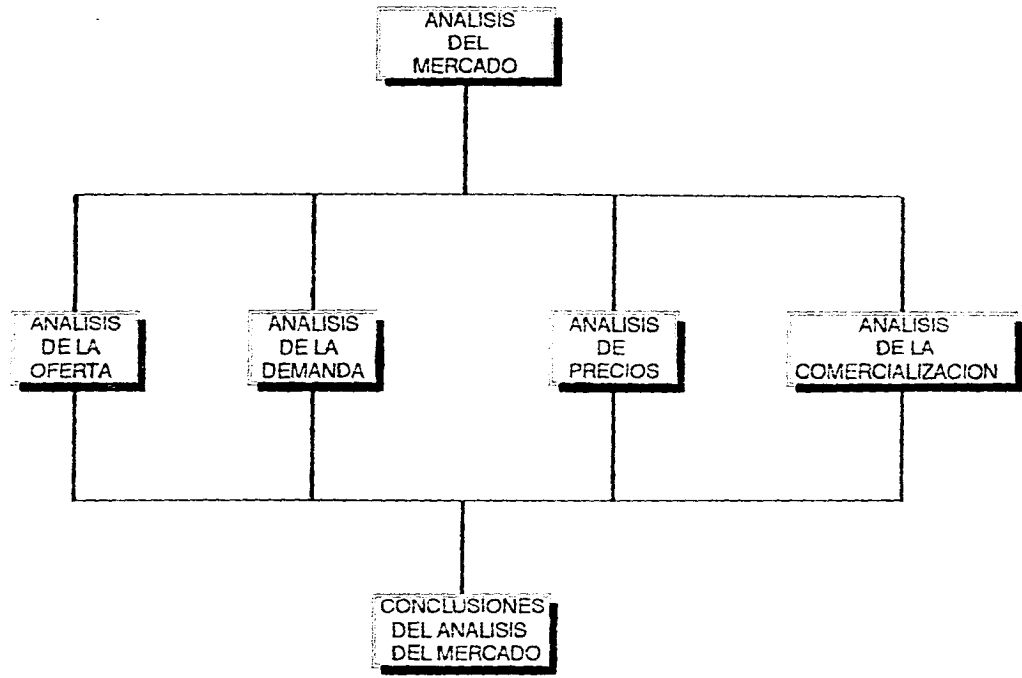 ANALISIS
DEL
MERCADO
ANALISIS
DE LA
OFERTA
ANALISIS
DE LA
DEMANDA
ANALISIS
DE
PRECIOS
ANALISIS
DE LA
COMERCIALIZACION
CONCLUSIONES
DEL ANALISIS
DEL MERCADO